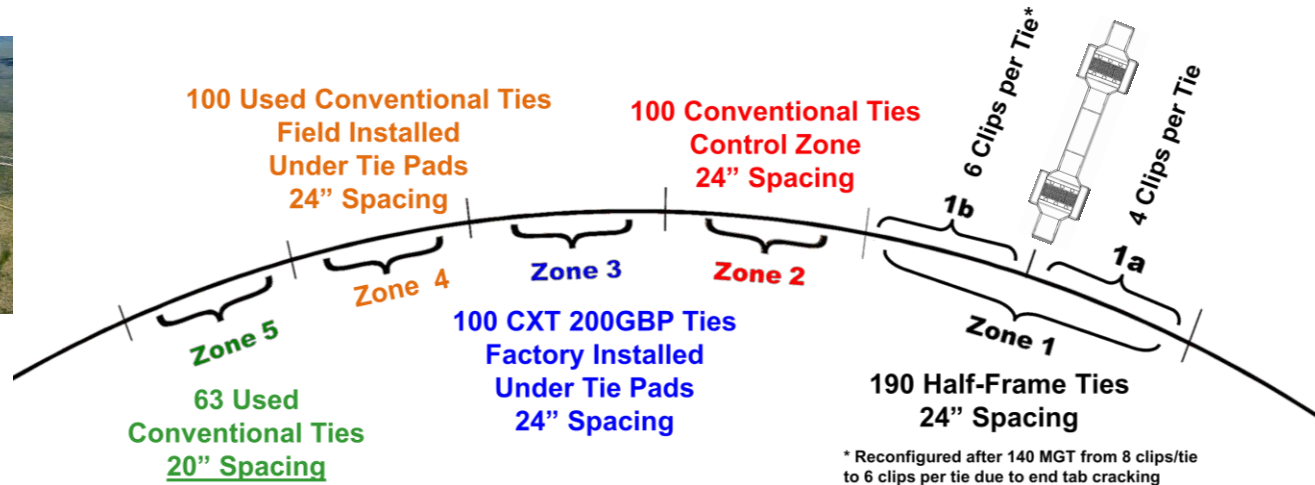 6 Clips per Tie*
4 Clips per Tie
100 Used Conventional Ties
Field Installed
Under Tie Pads
24” Spacing
100 Conventional Ties
Control Zone
24” Spacing
1b
1a
Zone 5
Zone 4
Zone 3
Zone 2
Zone 1
63 Used
Conventional Ties
20” Spacing
100 CXT 200GBP Ties
Factory Installed
Under Tie Pads
24” Spacing
190 Half-Frame Ties
24” Spacing
* Reconfigured after 140 MGT from 8 clips/tie
to 6 clips per tie due to end tab cracking